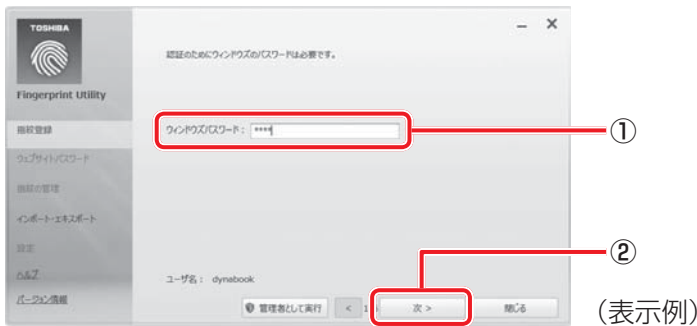 TOSHIBA
Fingerprint Utility
指紋登録
ウェブサイトパスワード
指紋の管理
インポート・エキスポート
設定
ヘルプ
バージョン情報
認証のためにウィンドウズのパスワードは必要です。
ウィンドウズパスワード： ****
①
②
ユーザ名： dynabook
管理者として実行 < 1 次 > 閉じる
（表示例）